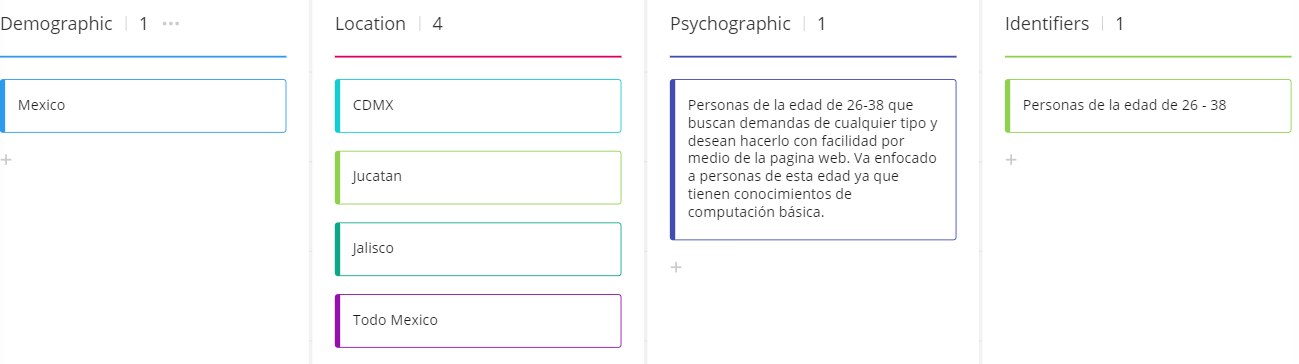 Demographic 1
Mexico
Location 4
CDMX
Jucatan
Jalisco
Todo Mexico
Psychographic 1
Personas de la edad de 26-38 que
buscan demandas de cualquier tipo y
desean hacerlo con facilidad por
medio de la pagina web. Va enfocado
a personas de esta edad ya que
tienen conocimientos de
computación básica.
Identifiers 1
Personas de la edad de 26 - 38